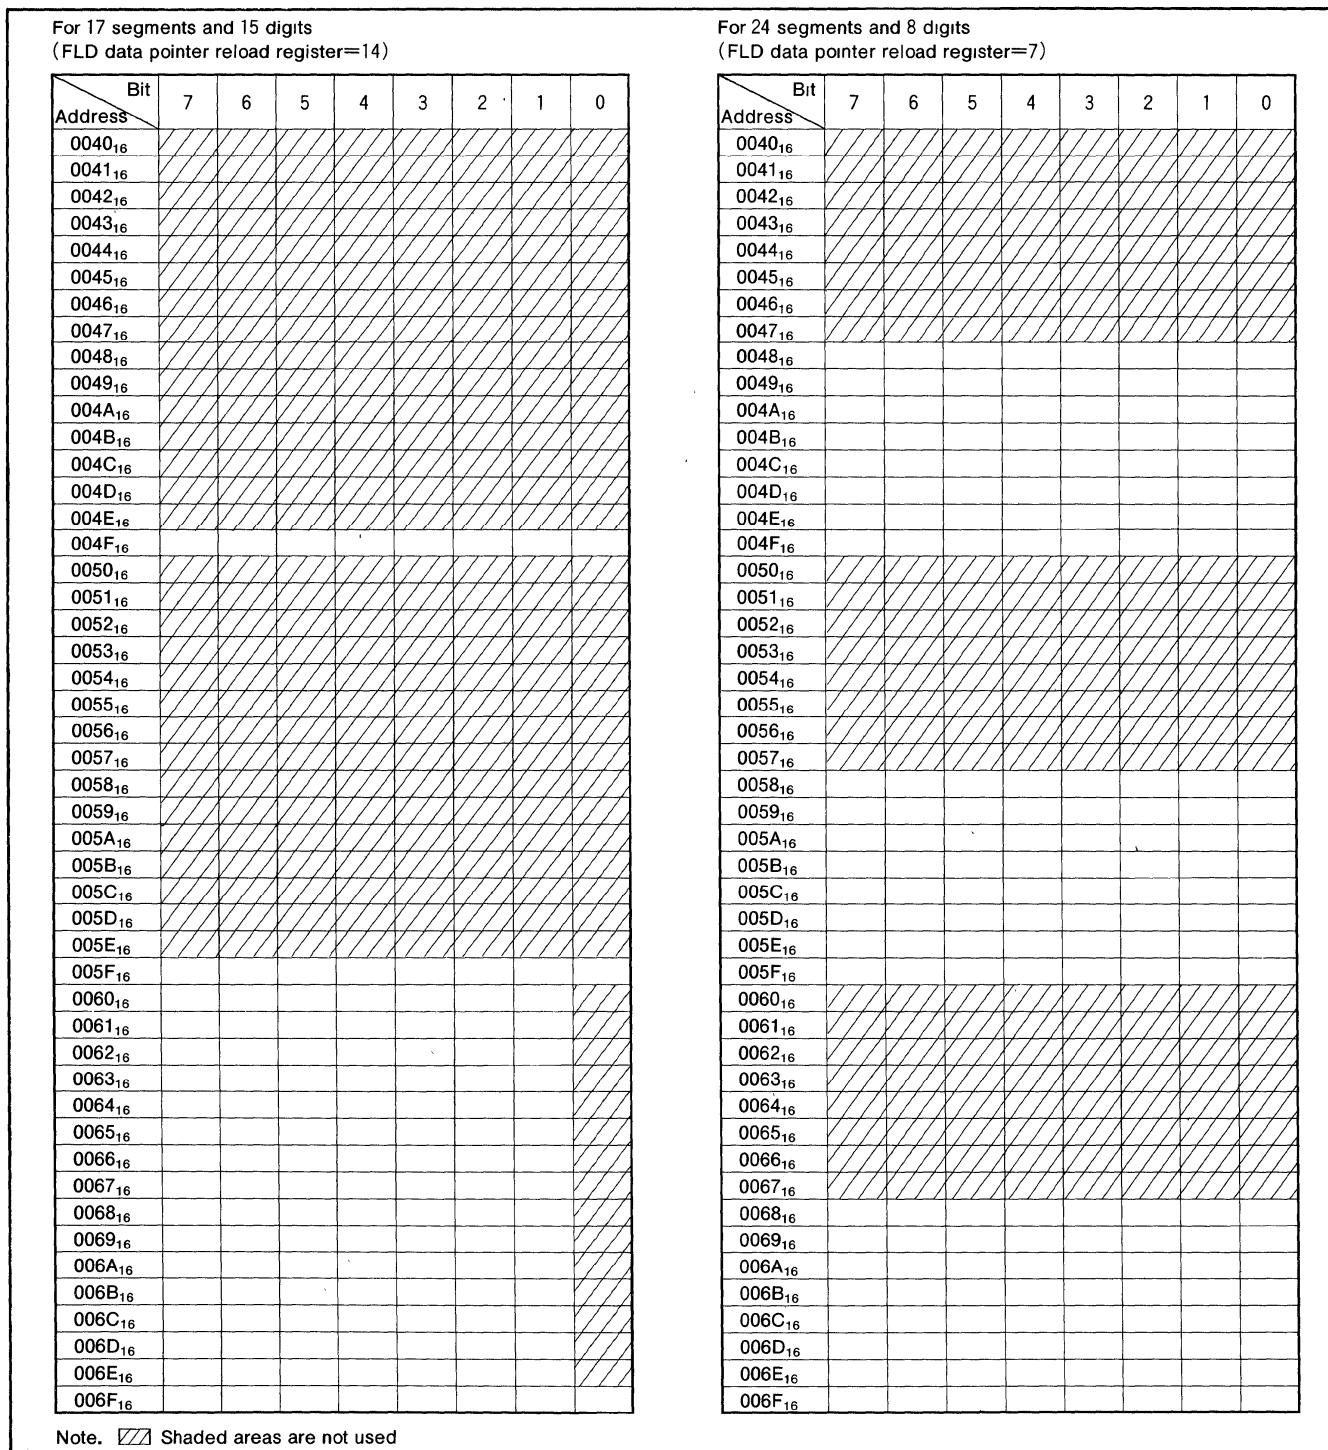 For 17 segments and 15 digits
(FLD data pointer reload register=14)
Bit
Address
7 6 5 4 3 2 1 0
0040₁₆
0041₁₆
0042₁₆
0043₁₆
0044₁₆
0045₁₆
0046₁₆
0047₁₆
0048₁₆
0049₁₆
004A₁₆
004B₁₆
004C₁₆
004D₁₆
004E₁₆
004F₁₆
0050₁₆
0051₁₆
0052₁₆
0053₁₆
0054₁₆
0055₁₆
0056₁₆
0057₁₆
0058₁₆
0059₁₆
005A₁₆
005B₁₆
005C₁₆
005D₁₆
005E₁₆
005F₁₆
0060₁₆
0061₁₆
0062₁₆
0063₁₆
0064₁₆
0065₁₆
0066₁₆
0067₁₆
0068₁₆
0069₁₆
006A₁₆
006B₁₆
006C₁₆
006D₁₆
006E₁₆
006F₁₆
For 24 segments and 8 digits
(FLD data pointer reload register=7)
Bit
Address
7 6 5 4 3 2 1 0
0040₁₆
0041₁₆
0042₁₆
0043₁₆
0044₁₆
0045₁₆
0046₁₆
0047₁₆
0048₁₆
0049₁₆
004A₁₆
004B₁₆
004C₁₆
004D₁₆
004E₁₆
004F₁₆
0050₁₆
0051₁₆
0052₁₆
0053₁₆
0054₁₆
0055₁₆
0056₁₆
0057₁₆
0058₁₆
0059₁₆
005A₁₆
005B₁₆
005C₁₆
005D₁₆
005E₁₆
005F₁₆
0060₁₆
0061₁₆
0062₁₆
0063₁₆
0064₁₆
0065₁₆
0066₁₆
0067₁₆
0068₁₆
0069₁₆
006A₁₆
006B₁₆
006C₁₆
006D₁₆
006E₁₆
006F₁₆
Note. Shaded areas are not used